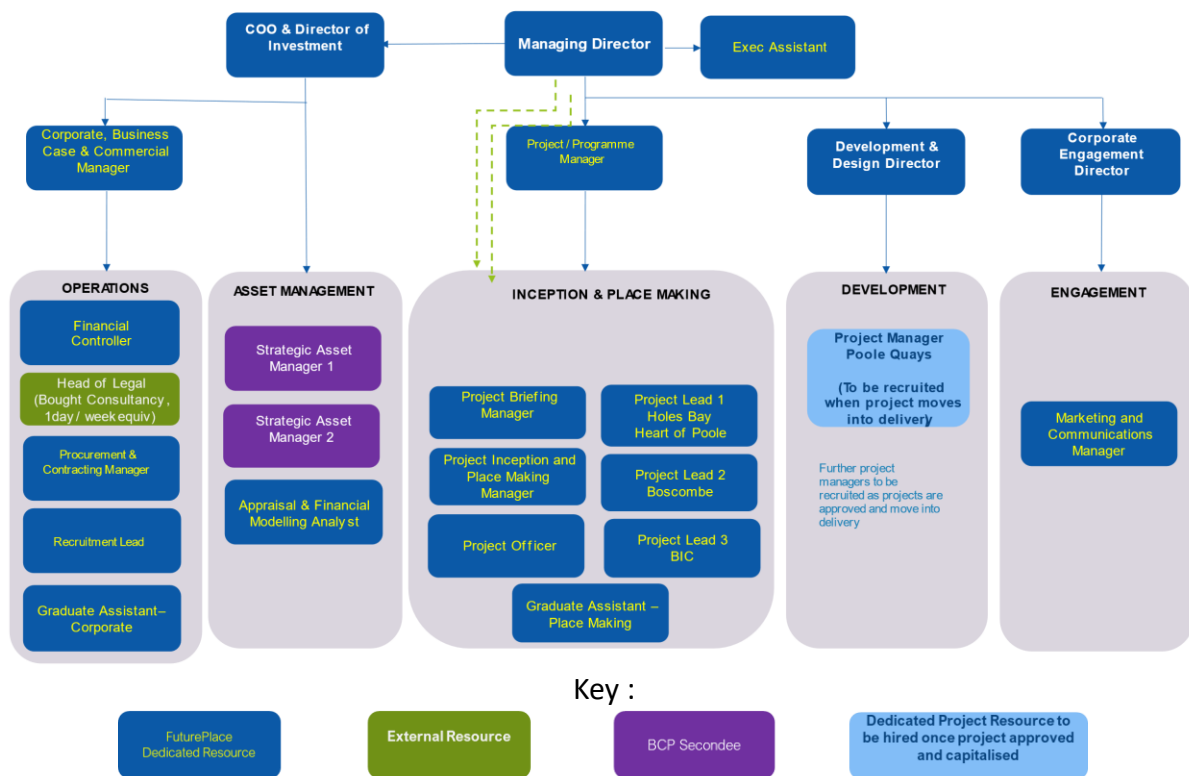 COO & Director of
Investment
Managing Director
Exec Assistant
Corporate, Business
Case & Commercial
Manager
Project / Programme
Manager
Development &
Design Director
Corporate
Engagement
Director
OPERATIONS
Financial
Controller
Head of Legal
(Bought Consultancy,
1day / week equiv)
Procurement &
Contracting Manager
Recruitment Lead
Graduate Assistant–
Corporate
ASSET MANAGEMENT
Strategic Asset
Manager 1
Strategic Asset
Manager 2
Appraisal & Financial
Modelling Analyst
INCEPTION & PLACE MAKING
Project Briefing
Manager
Project Lead 1
Holes Bay
Heart of Poole
Project Inception and
Place Making
Manager
Project Lead 2
Boscombe
Project Officer
Project Lead 3
BIC
Graduate Assistant –
Place Making
DEVELOPMENT
Project Manager
Poole Quays
(To be recruited
when project moves
into delivery)
Further project
managers to be
recruited as projects are
approved and move into
delivery
ENGAGEMENT
Marketing and
Communications
Manager
Key :
FuturePlace
Dedicated Resource
External Resource
BCP Secondee
Dedicated Project Resource to
be hired once project approved
and capitalised